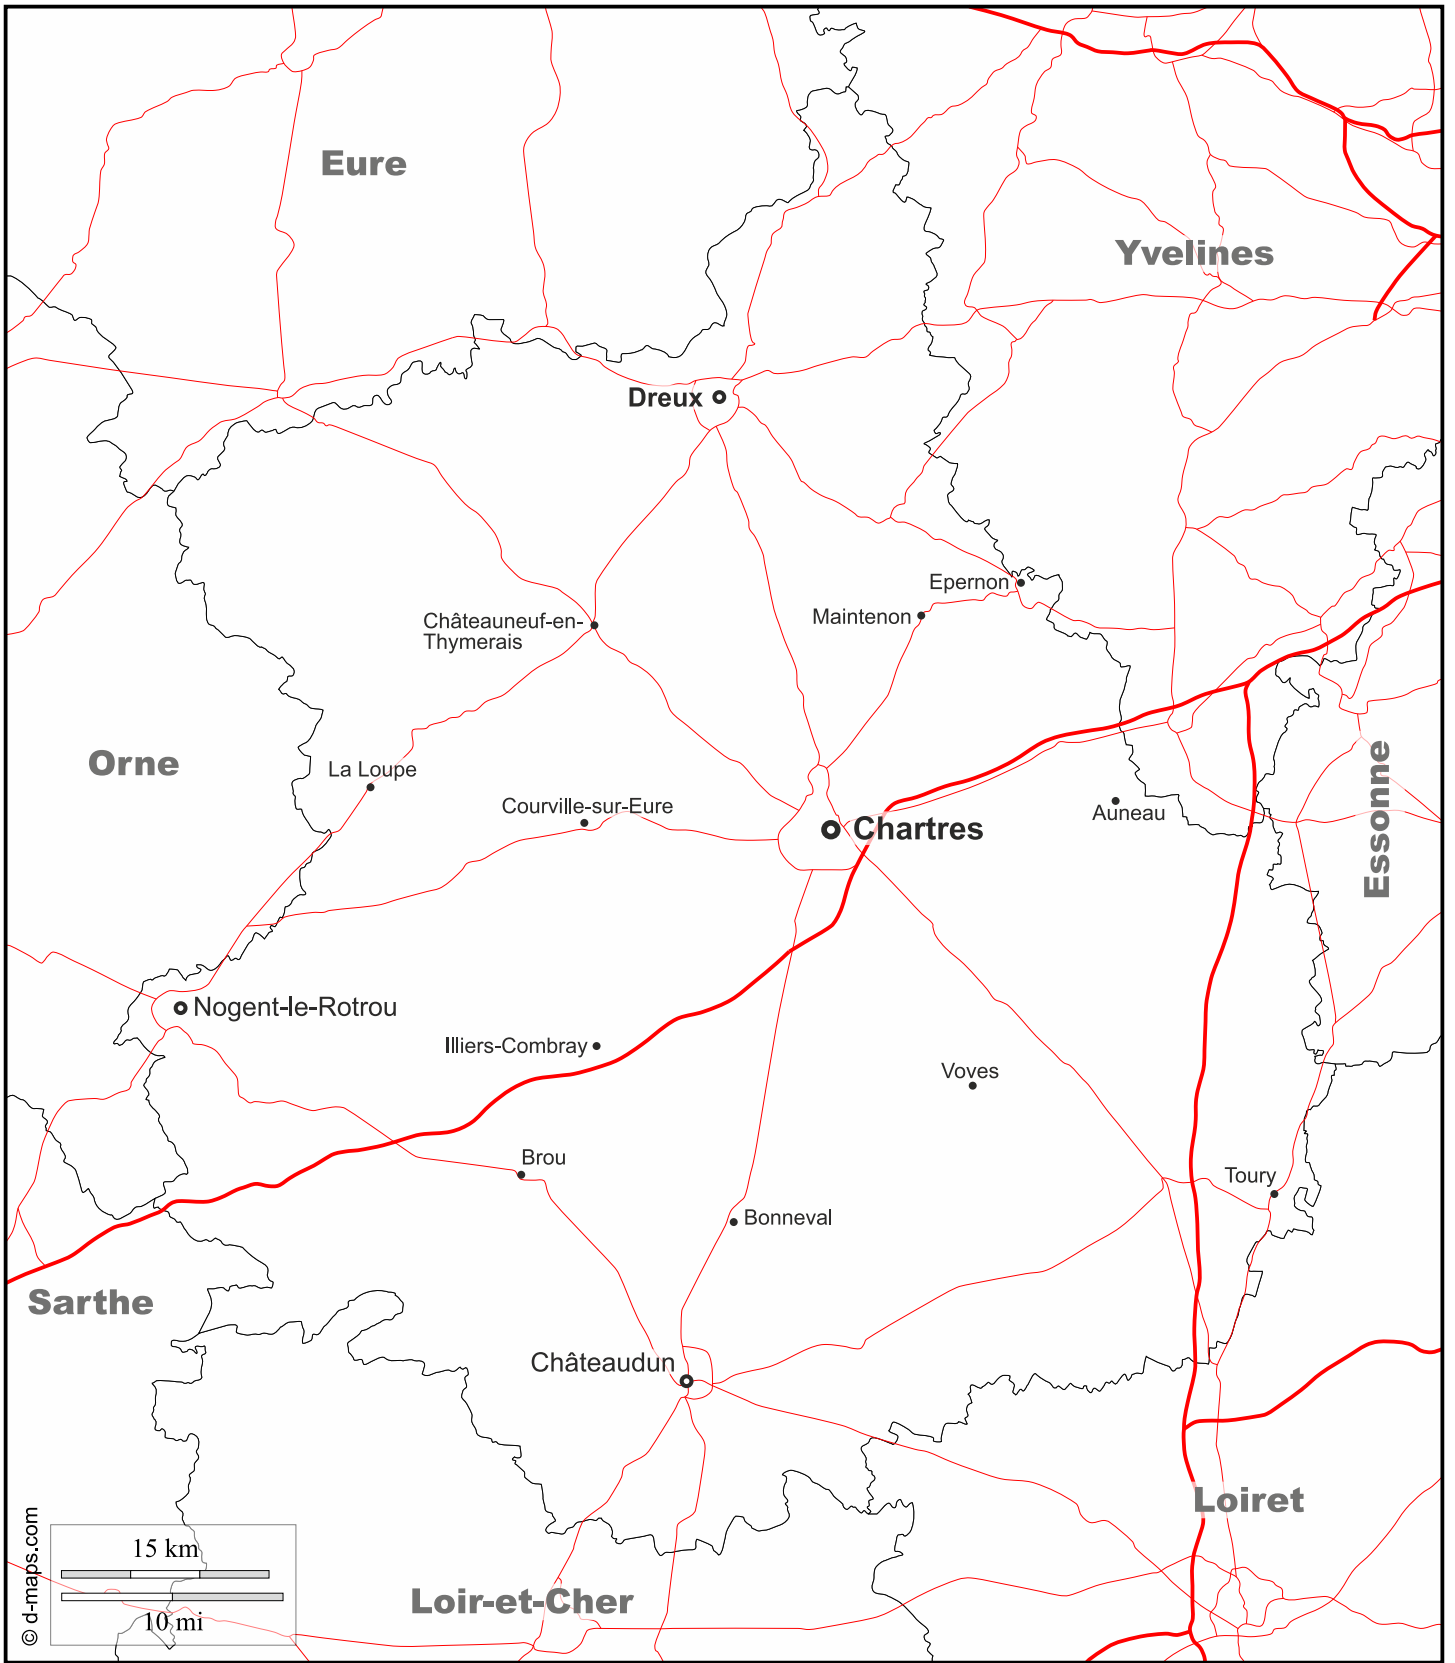 Eure
Yvelines
Dreux
Epernon
Maintenon
Châteauneuf-en-
Thymerais
Orne
La Loupe
Courville-sur-Eure
Chartres
Auneau
Essonne
Nogent-le-Rotrou
Illiers-Combray
Voves
Brou
Toury
Bonneval
Sarthe
Châteaudun
Loiret
Loir-et-Cher
15 km
10 mi
© d-maps.com